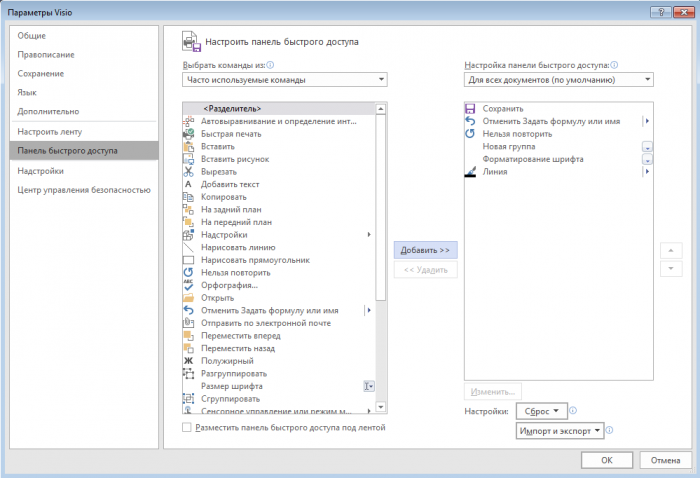 Параметры Visio
Общие
Правописание
Сохранение
Язык
Дополнительно
Настроить ленту
Панель быстрого доступа
Надстройки
Центр управления безопасностью
Настроить панель быстрого доступа
Выбрать команды из:
Часто используемые команды
<Разделитель>
Автовыравнивание и определение инт...
Быстрая печать
Вставить
Вставить рисунок
Вырезать
Добавить текст
Копировать
На задний план
На передний план
Надстройки
Нарисовать линию
Нарисовать прямоугольник
Нельзя повторить
Орфография...
Открыть
Отменить Задать формулу или имя
Отправить по электронной почте
Переместить вперед
Переместить назад
Полужирный
Разгруппировать
Размер шрифта
Сгруппировать
Сенсорное управление или режим м...
Разместить панель быстрого доступа под лентой
Добавить >>
<< Удалить
Настройка панели быстрого доступа:
Для всех документов (по умолчанию)
Сохранить
Отменить Задать формулу или имя
Нельзя повторить
Новая группа
Форматирование шрифта
Линия
Изменить...
Настройки:
Сброс
Импорт и экспорт
ОК
Отмена